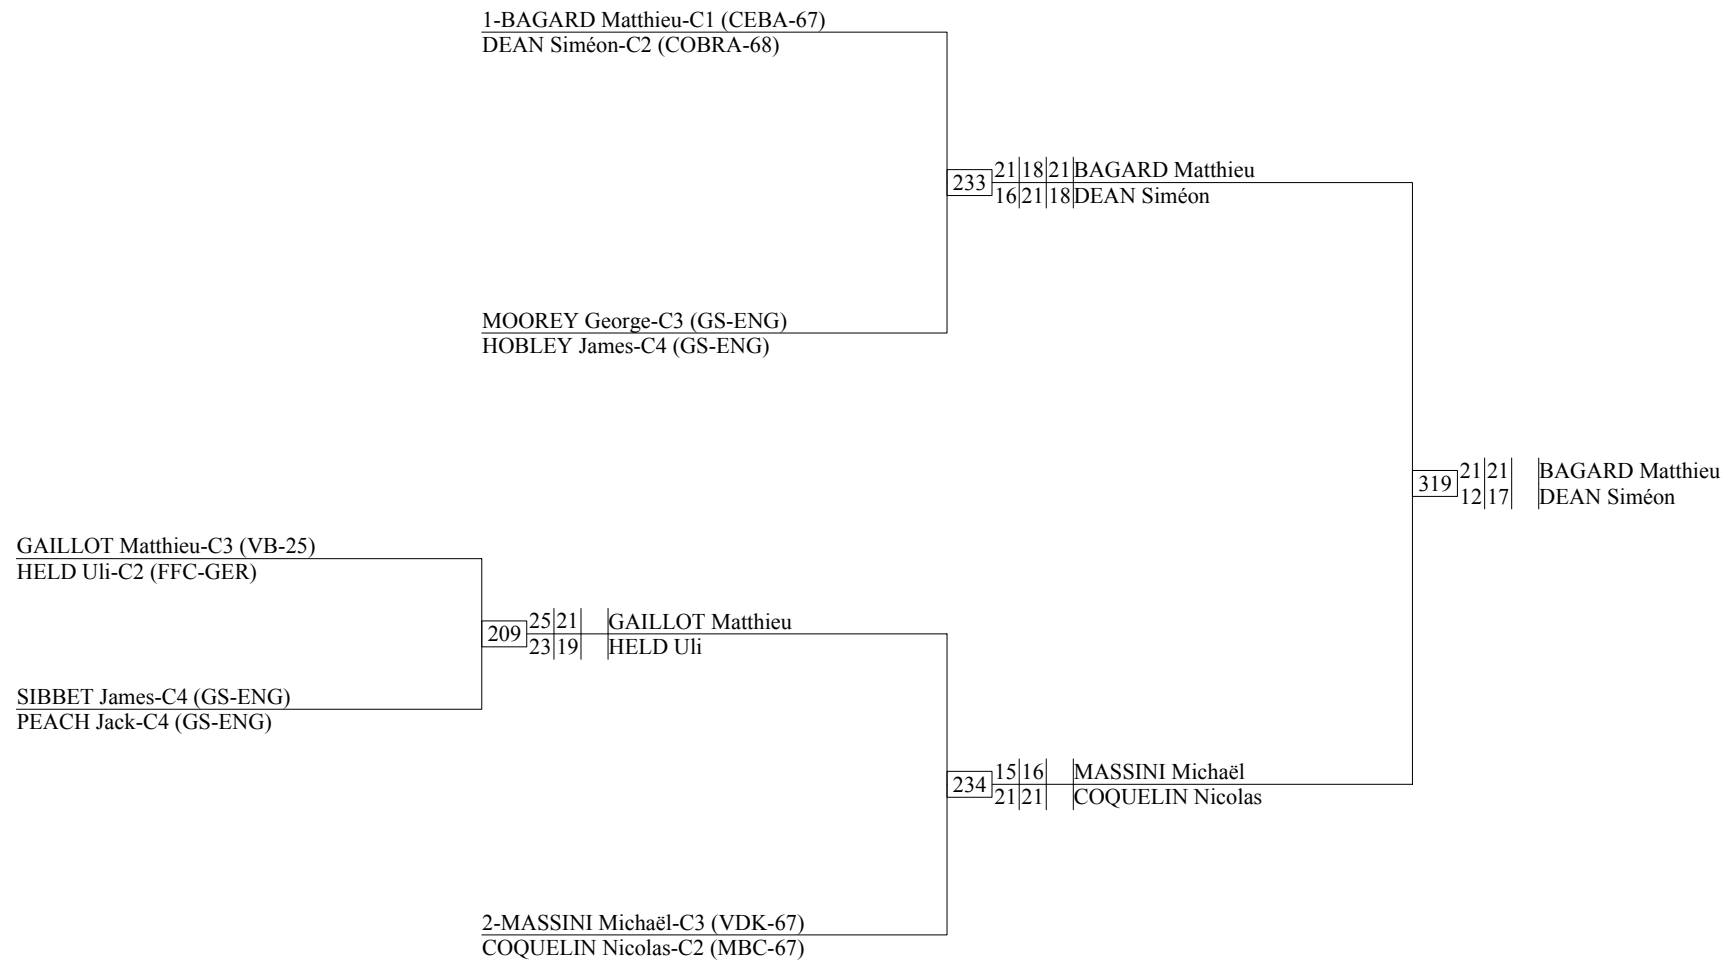 1-BAGARD Matthieu-C1 (CEBA-67)
DEAN Siméon-C2 (COBRA-68)
233
21|18|21|BAGARD Matthieu
16|21|18|DEAN Siméon
MOOREY George-C3 (GS-ENG)
HOBLEY James-C4 (GS-ENG)
319
21|21| |BAGARD Matthieu
12|17| |DEAN Siméon
GAILLOT Matthieu-C3 (VB-25)
HELD Uli-C2 (FFC-GER)
209
25|21| |GAILLOT Matthieu
23|19| |HELD Uli
SIBBET James-C4 (GS-ENG)
PEACH Jack-C4 (GS-ENG)
234
15|16| |MASSINI Michaël
21|21| |COQUELIN Nicolas
2-MASSINI Michaël-C3 (VDK-67)
COQUELIN Nicolas-C2 (MBC-67)